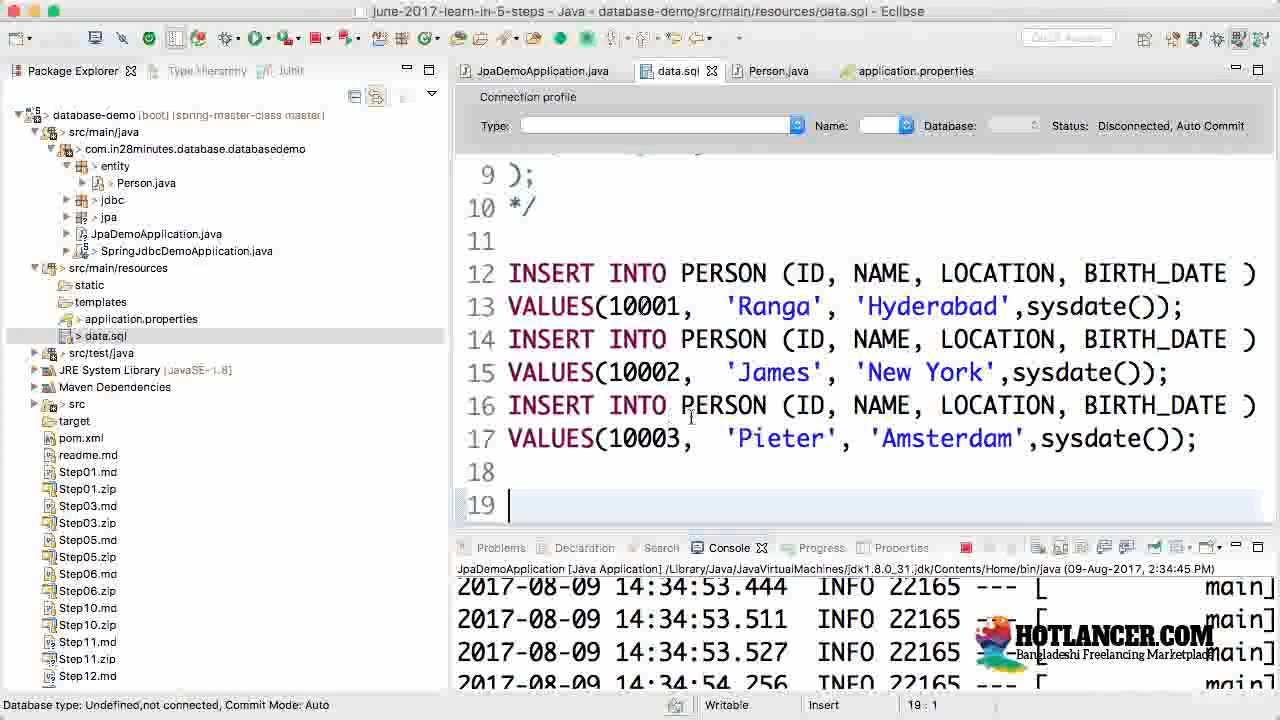 june-2017-learn-in-5-steps - Java - database-demo/src/main/resources/data.sql - Eclipse
Quick Access
Package Explorer
Type Hierarchy
JUnit
database-demo [boot] [spring-master-class master]
src/main/java
com.in28minutes.database.databasedemo
entity
Person.java
jdbc
jpa
JpaDemoApplication.java
SpringJdbcDemoApplication.java
src/main/resources
static
templates
application.properties
data.sql
src/test/java
JRE System Library [JavaSE-1.8]
Maven Dependencies
src
target
pom.xml
readme.md
Step01.md
Step01.zip
Step03.md
Step03.zip
Step05.md
Step05.zip
Step06.md
Step06.zip
Step10.md
Step10.zip
Step11.md
Step11.zip
Step12.md
JpaDemoApplication.java
data.sql
Person.java
application.properties
Connection profile
Type: Name: Database: Status: Disconnected, Auto Commit
9 );
10 */
11
12 INSERT INTO PERSON (ID, NAME, LOCATION, BIRTH_DATE )
13 VALUES(10001, 'Ranga', 'Hyderabad',sysdate());
14 INSERT INTO PERSON (ID, NAME, LOCATION, BIRTH_DATE )
15 VALUES(10002, 'James', 'New York',sysdate());
16 INSERT INTO PERSON (ID, NAME, LOCATION, BIRTH_DATE )
17 VALUES(10003, 'Pieter', 'Amsterdam',sysdate());
18
19
Problems
Declaration
Search
Console
Progress
Properties
JpaDemoApplication [Java Application] /Library/Java/JavaVirtualMachines/jdk1.8.0_31.jdk/Contents/Home/bin/java (09-Aug-2017, 2:34:45 PM)
2017-08-09 14:34:53.444 INFO 22165 --- [ main]
2017-08-09 14:34:53.511 INFO 22165 --- [ main]
2017-08-09 14:34:53.527 INFO 22165 --- [ main]
2017-08-09 14:34:54.256 INFO 22165 --- [ main]
HOTLANCER.COM
Bangladeshi Freelancing Marketplace
Database type: Undefined,not connected, Commit Mode: Auto
Writable
Insert
19 : 1